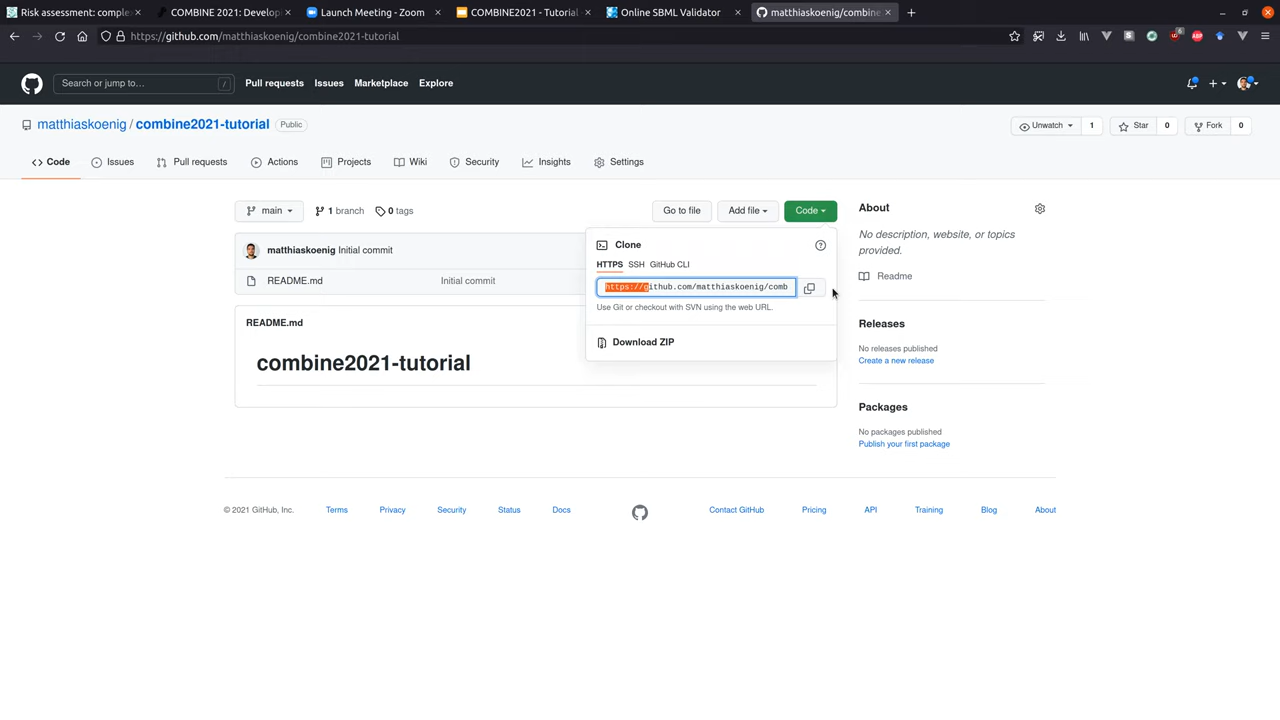 Risk assessment: comple
COMBINE 2021: Develop
Launch Meeting - Zoom
COMBINE2021 - Tutorial
Online SBML Validator
matthiaskoenig/combine
https://github.com/matthiaskoenig/combine2021-tutorial
6
ABP
Search or jump to…
/
Pull requests
Issues
Marketplace
Explore
matthiaskoenig / combine2021-tutorial
Public
Unwatch
1
Star
0
Fork
0
Code
Issues
Pull requests
Actions
Projects
Wiki
Security
Insights
Settings
main
1 branch
0 tags
Go to file
Add file
Code
About
No description, website, or topics
provided.
Readme
matthiaskoenig Initial commit
README.md
Initial commit
Clone
HTTPS SSH GitHub CLI
https://github.com/matthiaskoenig/comb
Use Git or checkout with SVN using the web URL.
Download ZIP
README.md
combine2021-tutorial
Releases
No releases published
Create a new release
Packages
No packages published
Publish your first package
© 2021 GitHub, Inc.
Terms
Privacy
Security
Status
Docs
Contact GitHub
Pricing
API
Training
Blog
About